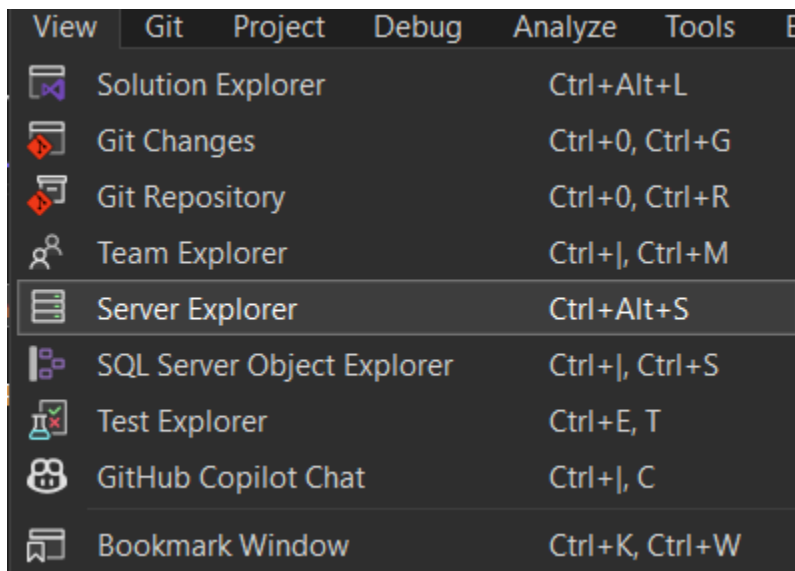 View Git Project Debug Analyze Tools
Solution Explorer Ctrl+Alt+L
Git Changes Ctrl+0, Ctrl+G
Git Repository Ctrl+0, Ctrl+R
Team Explorer Ctrl+|, Ctrl+M
Server Explorer Ctrl+Alt+S
SQL Server Object Explorer Ctrl+|, Ctrl+S
Test Explorer Ctrl+E, T
GitHub Copilot Chat Ctrl+|, C
Bookmark Window Ctrl+K, Ctrl+W